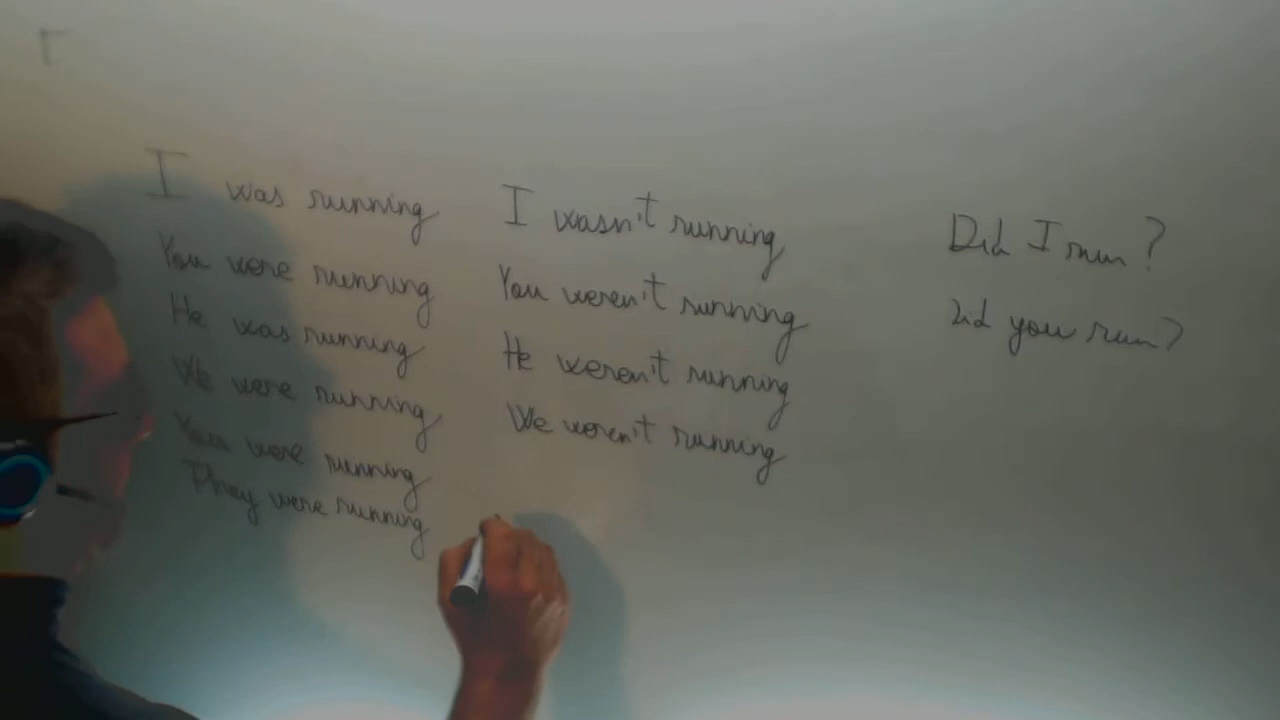 I was running
You were running
He was running
We were running
You were running
They were running
I wasn't running
You weren't running
He weren't running
We weren't running
Did I run?
Did you run?